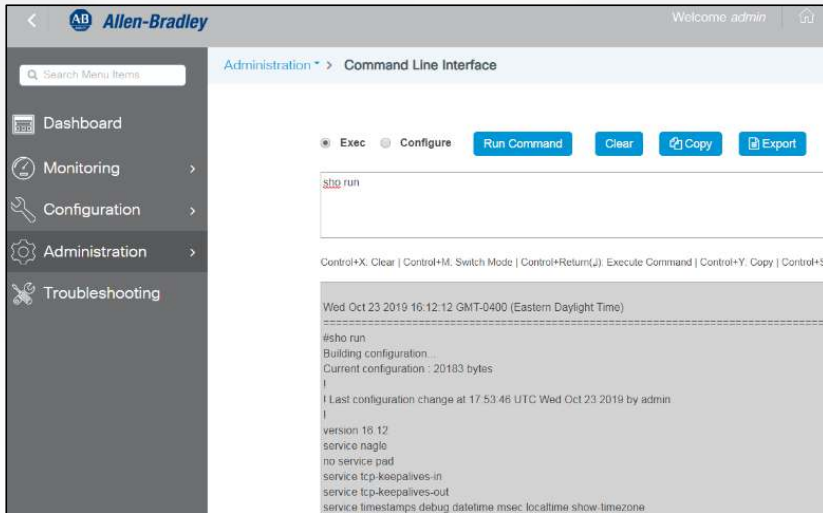 AB Allen-Bradley
Welcome admin
Search Menu Items
Administration > Command Line Interface
Dashboard
Monitoring
Configuration
Administration
Troubleshooting
Exec Configure Run Command Clear Copy Export
sho run
Control+X: Clear | Control+M: Switch Mode | Control+Return(↲): Execute Command | Control+Y: Copy | Control+S
Wed Oct 23 2019 16:12:12 GMT-0400 (Eastern Daylight Time)
#sho run
Building configuration...
Current configuration : 20183 bytes
!
! Last configuration change at 17:53:46 UTC Wed Oct 23 2019 by admin
!
version 16.12
service nagle
no service pad
service tcp-keepalives-in
service tcp-keepalives-out
service timestamps debug datetime msec localtime show-timezone